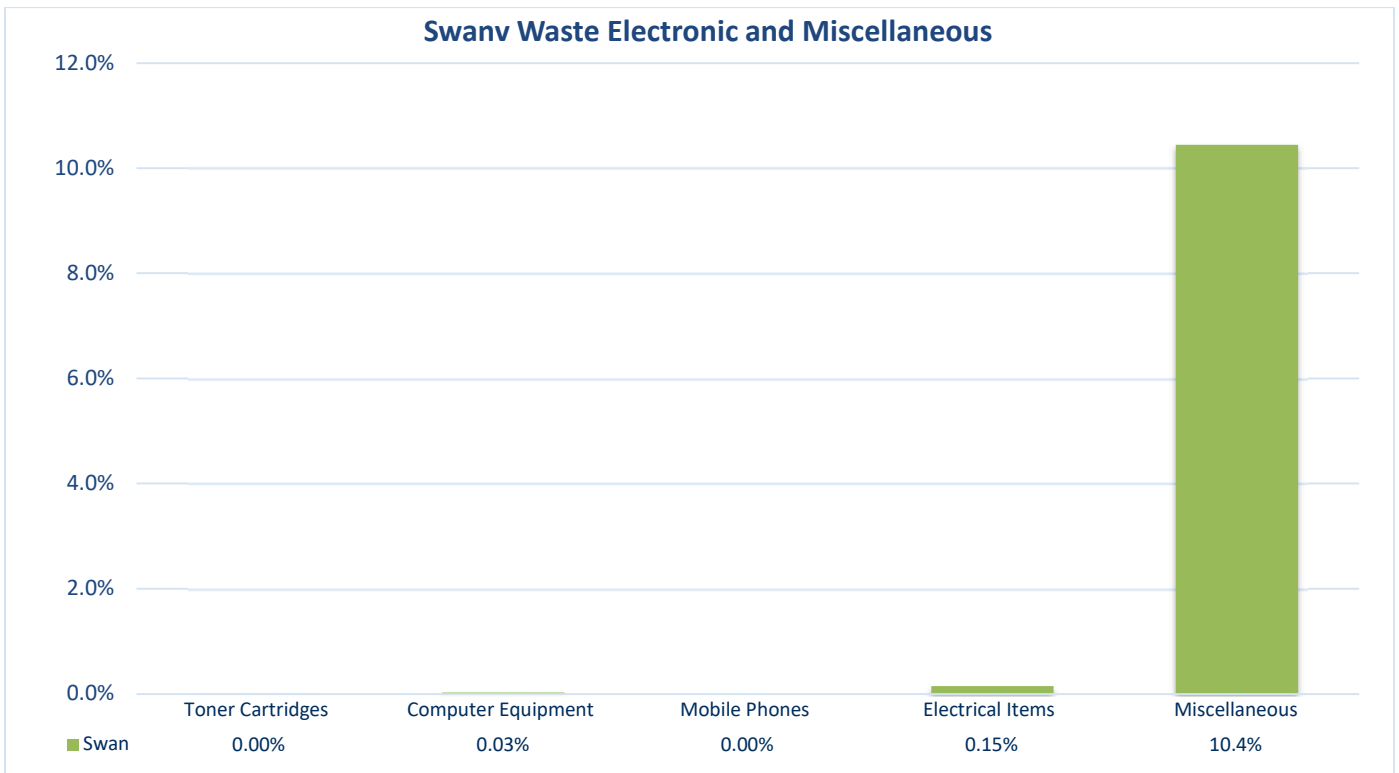 Swanv Waste Electronic and Miscellaneous
12.0%
10.0%
8.0%
6.0%
4.0%
2.0%
0.0%
Toner Cartridges Computer Equipment Mobile Phones Electrical Items Miscellaneous
Swan 0.00% 0.03% 0.00% 0.15% 10.4%